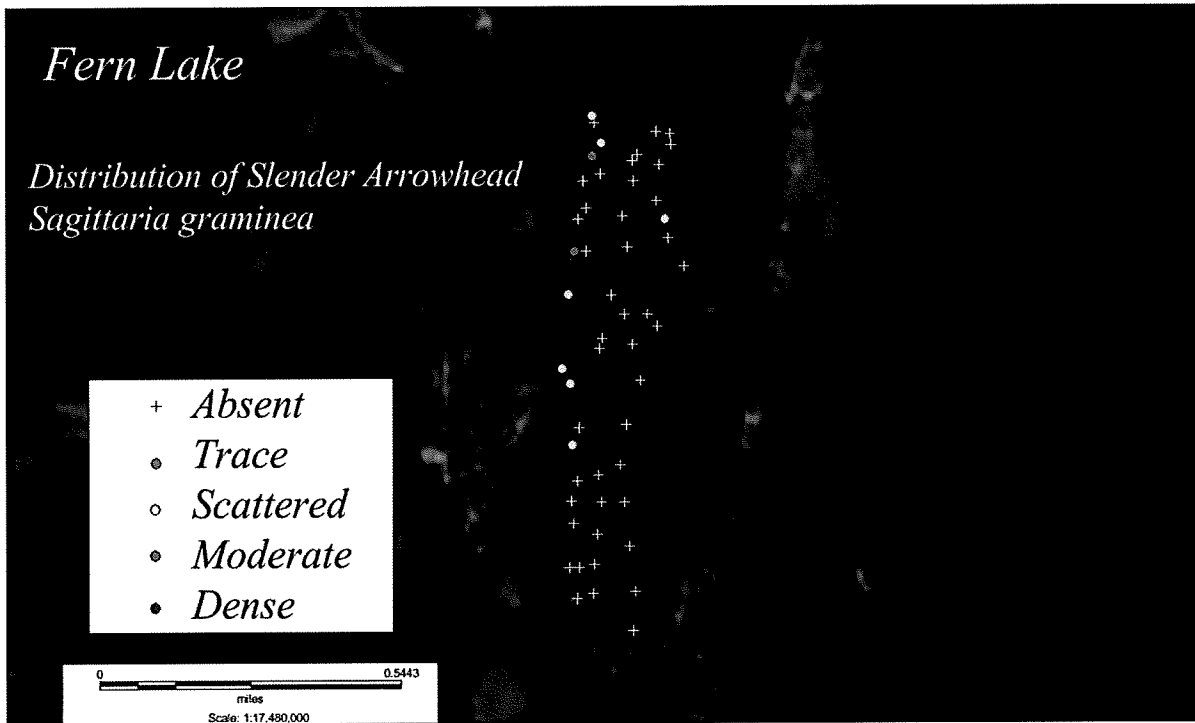 Fern Lake
Distribution of Slender Arrowhead
Sagittaria graminea
Absent
Trace
Scattered
Moderate
Dense
0 0.5443
miles
Scale: 1:17,480,000